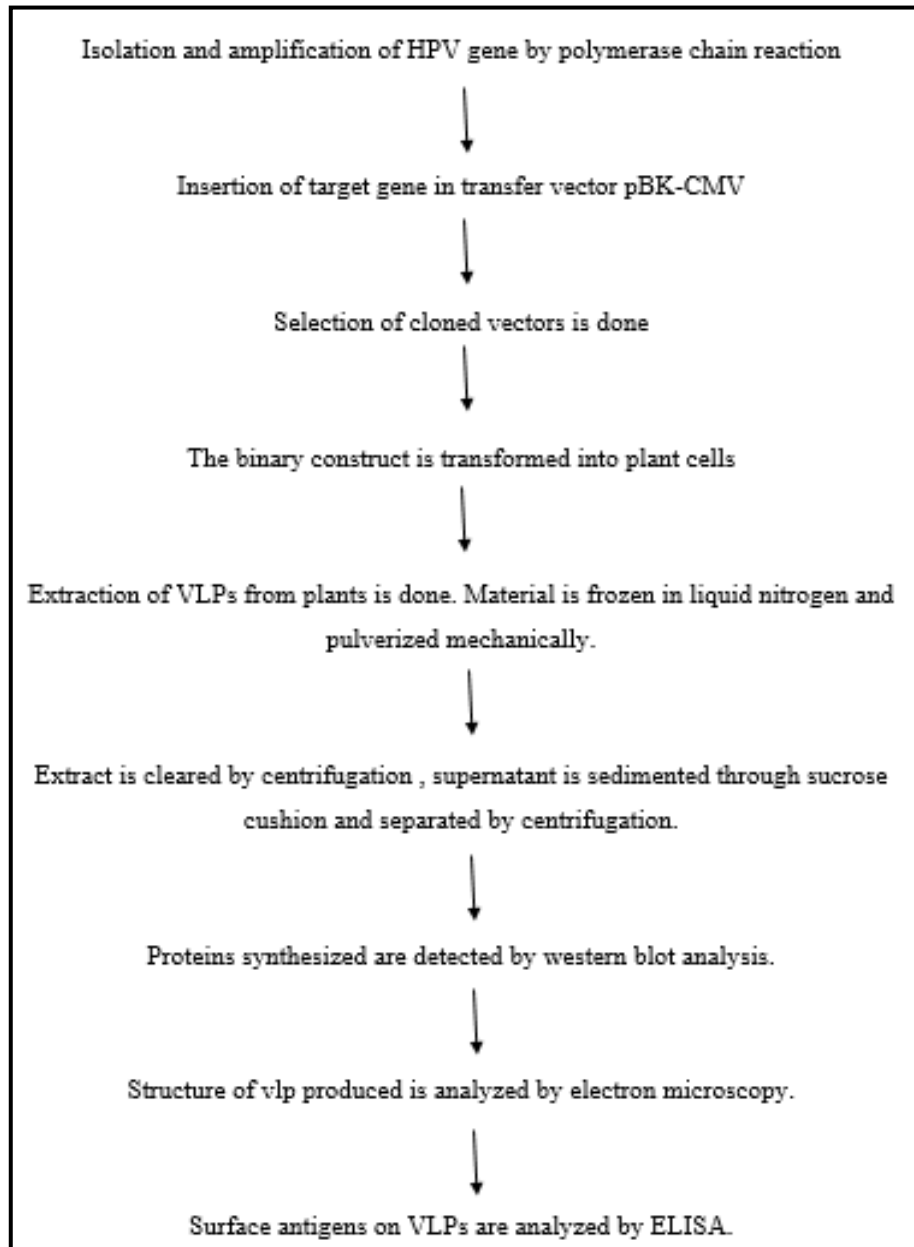 Isolation and amplification of HPV gene by polymerase chain reaction
Insertion of target gene in transfer vector pBK-CMV
Selection of cloned vectors is done
The binary construct is transformed into plant cells
Extraction of VLPs from plants is done. Material is frozen in liquid nitrogen and
pulverized mechanically.
Extract is cleared by centrifugation , supernatant is sedimented through sucrose
cushion and separated by centrifugation.
Proteins synthesized are detected by western blot analysis.
Structure of vlp produced is analyzed by electron microscopy.
Surface antigens on VLPs are analyzed by ELISA.